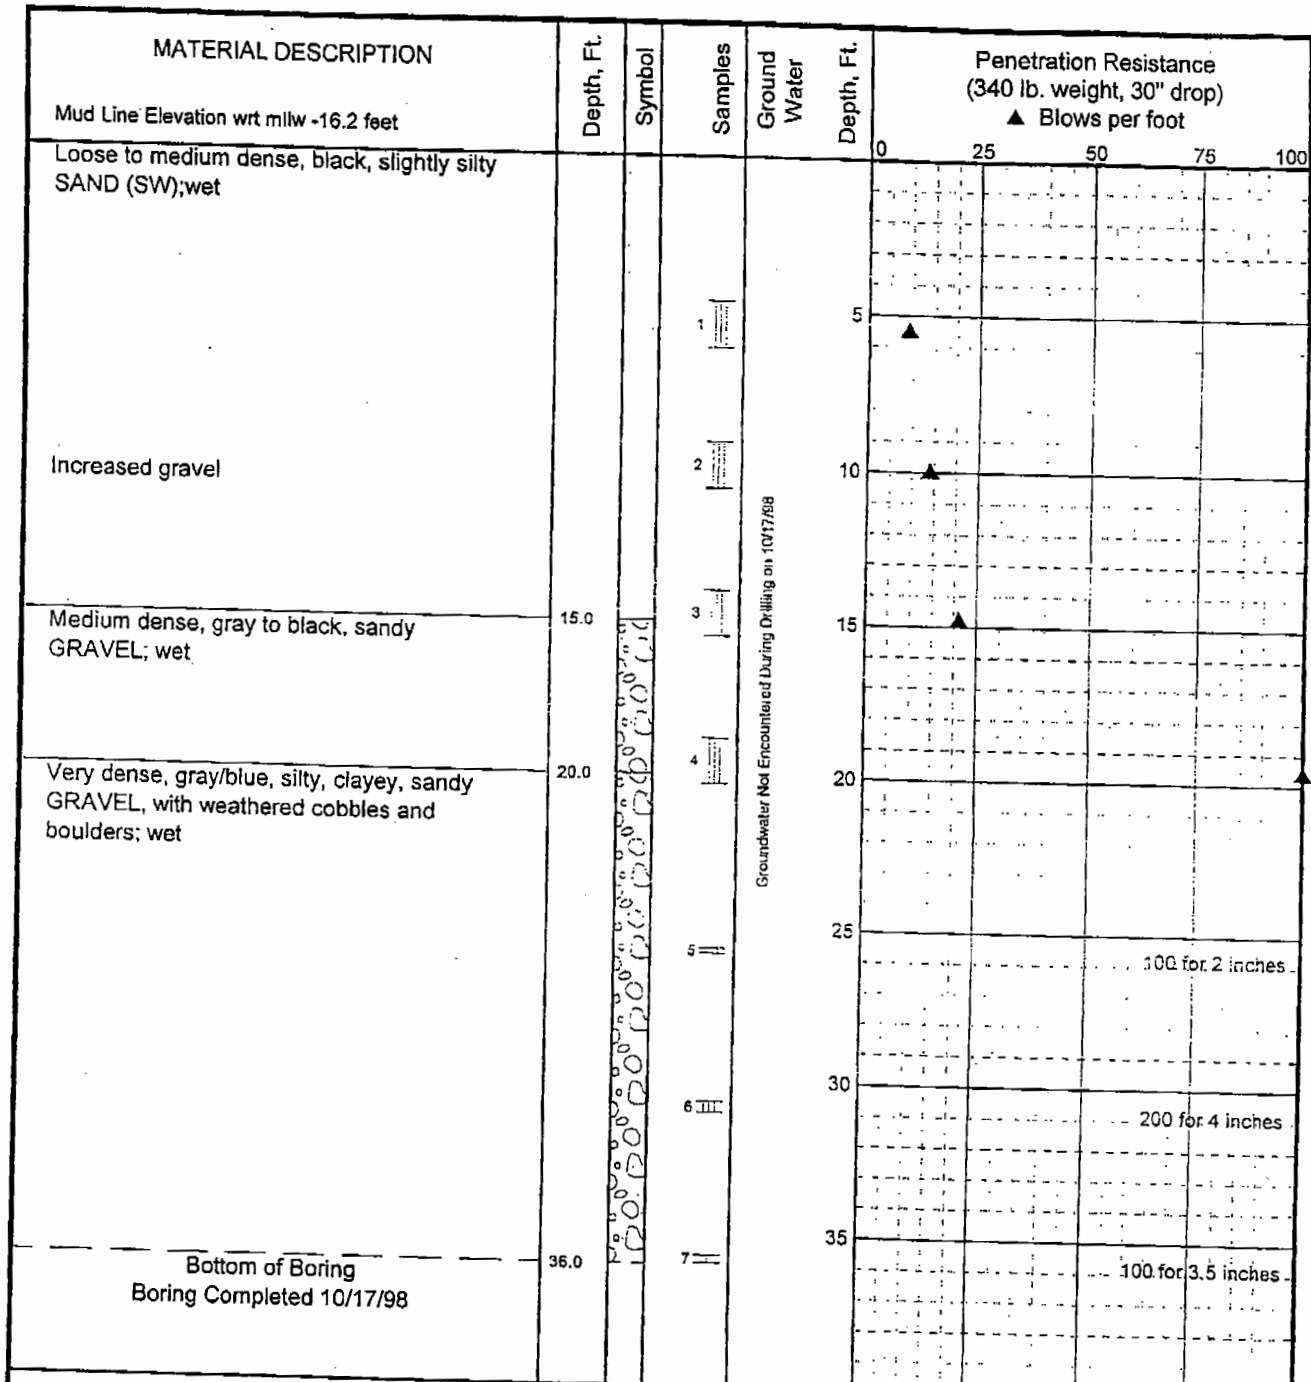 MATERIAL DESCRIPTION
Mud Line Elevation wrt mllw -16.2 feet
Depth, Ft.
Symbol
Samples
Ground
Water
Depth, Ft.
Penetration Resistance
(340 lb. weight, 30" drop)
▲ Blows per foot
0 25 50 75 100
Loose to medium dense, black, slightly silty
SAND (SW);wet
1
5
Increased gravel
2
10
Groundwater Not Encountered During Drilling on 10/17/98
Medium dense, gray to black, sandy
GRAVEL; wet
15.0
3
15
Very dense, gray/blue, silty, clayey, sandy
GRAVEL, with weathered cobbles and
boulders; wet
20.0
4
20
25
5
100 for 2 inches
30
6
200 for 4 inches
35
Bottom of Boring
Boring Completed 10/17/98
36.0
7
100 for 3.5 inches